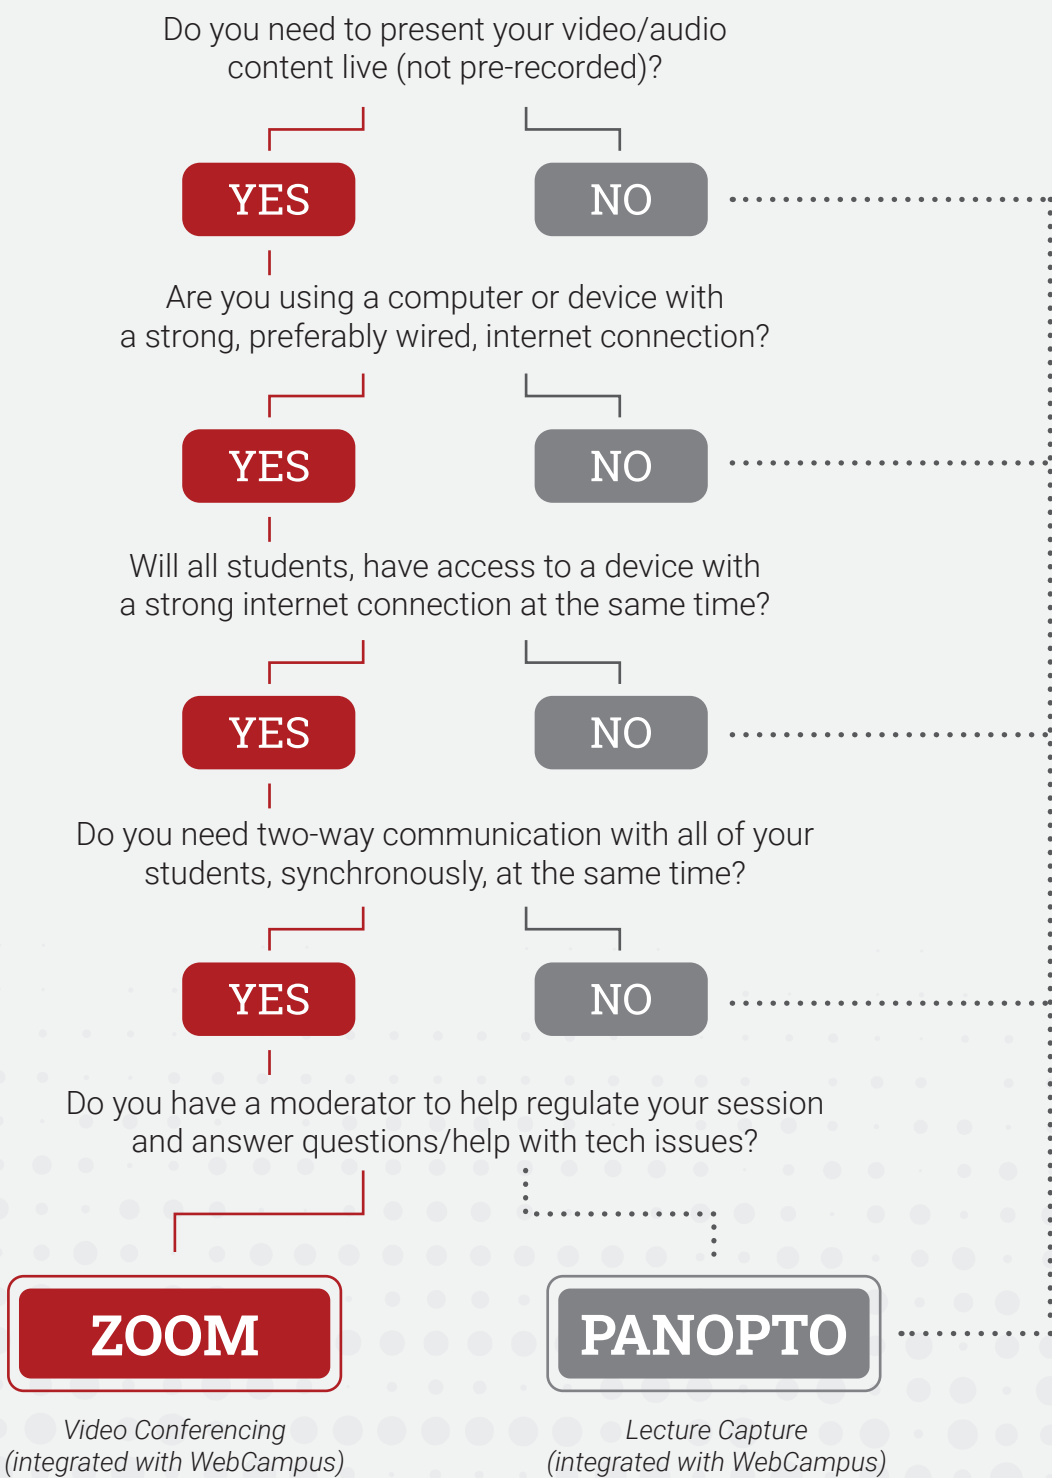 Do you need to present your video/audio
content live (not pre-recorded)?
YES
NO
Are you using a computer or device with
a strong, preferably wired, internet connection?
YES
NO
Will all students, have access to a device with
a strong internet connection at the same time?
YES
NO
Do you need two-way communication with all of your
students, synchronously, at the same time?
YES
NO
Do you have a moderator to help regulate your session
and answer questions/help with tech issues?
ZOOM
PANOPTO
Video Conferencing
(integrated with WebCampus)
Lecture Capture
(integrated with WebCampus)